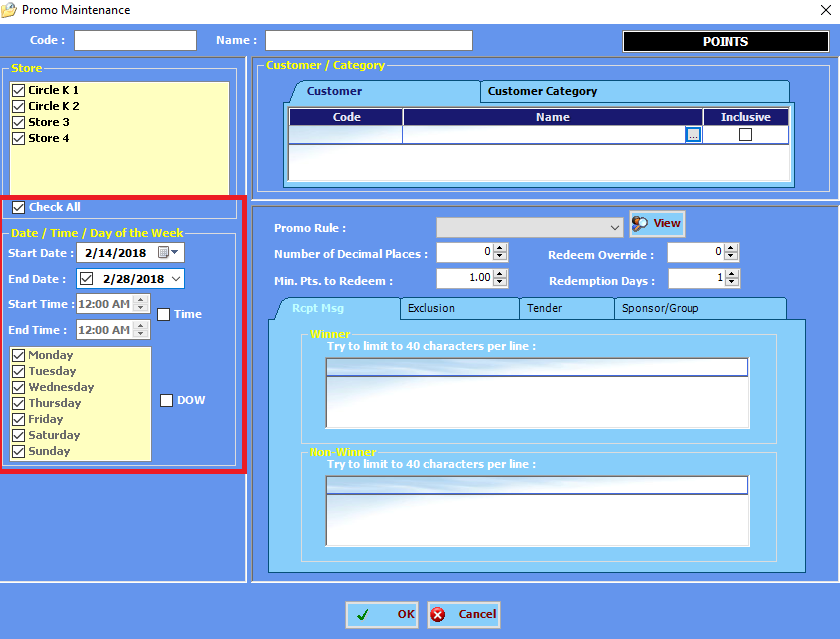 Promo Maintenance
Code :
Name :
POINTS
Store
Circle K 1
Circle K 2
Store 3
Store 4
Check All
Date / Time / Day of the Week
Start Date : 2/14/2018
End Date : 2/28/2018
Start Time : 12:00 AM
Time
End Time : 12:00 AM
Monday
Tuesday
Wednesday
Thursday
Friday
Saturday
Sunday
DOW
Customer / Category
Customer Customer Category
Code Name Inclusive
...
Promo Rule : View
Number of Decimal Places : 0 Redeem Override : 0
Min. Pts. to Redeem : 1.00 Redemption Days : 1
Rcpt Msg Exclusion Tender Sponsor/Group
Winner
Try to limit to 40 characters per line :
Non-Winner
Try to limit to 40 characters per line :
OK Cancel